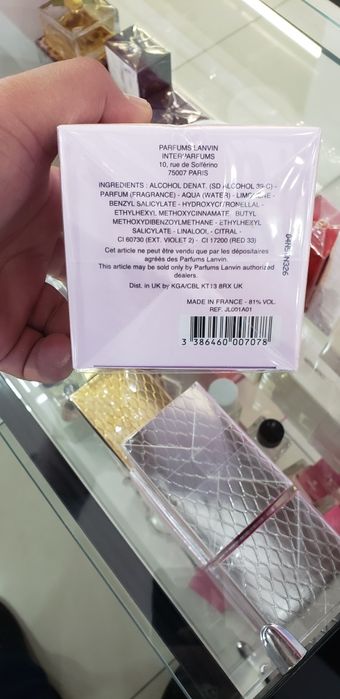 PARFUMS LANVIN
INTERPARFUMS
10, rue de Solférino
75007 PARIS
INGREDIENTS : ALCOHOL DENAT. (SD ALCOHOL 39-C) -
PARFUM (FRAGRANCE) - AQUA (WATER) - LIMONENE -
BENZYL SALICYLATE - HYDROXYCITRONELLAL -
ETHYLHEXYL METHOXYCINNAMATE - BUTYL
METHOXYDIBENZOYLMETHANE - ETHYLHEXYL
SALICYLATE - LINALOOL - CITRAL -
CI 60730 (EXT. VIOLET 2) - CI 17200 (RED 33)
Cet article ne peut être vendu que par les dépositaires
agréés des Parfums Lanvin.
This article may be sold only by Parfums Lanvin authorized
dealers.
Dist. in UK by KGA/CBL KT13 8RX UK
MADE IN FRANCE - 81% VOL.
REF. JL001A01
3 386460 007078